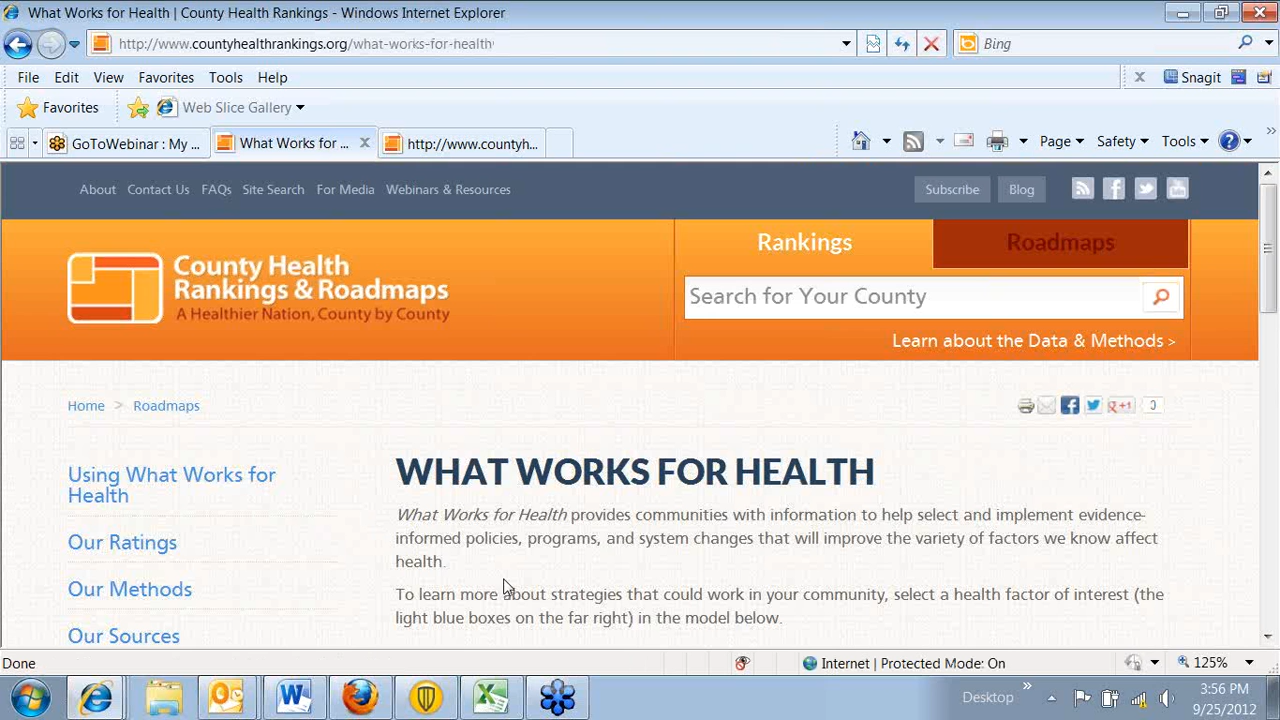 What Works for Health | County Health Rankings - Windows Internet Explorer
http://www.countyhealthrankings.org/what-works-for-health
Bing
File Edit View Favorites Tools Help
Snagit
Favorites Web Slice Gallery
GoToWebinar : My ... What Works for ... http://www.countyh...
Page Safety Tools
About Contact Us FAQs Site Search For Media Webinars & Resources Subscribe Blog
Rankings Roadmaps
County Health
Rankings & Roadmaps
A Healthier Nation, County by County
Search for Your County
Learn about the Data & Methods >
Home > Roadmaps
+1 0
Using What Works for
Health
Our Ratings
Our Methods
Our Sources
WHAT WORKS FOR HEALTH
What Works for Health provides communities with information to help select and implement evidence-
informed policies, programs, and system changes that will improve the variety of factors we know affect
health.
To learn more about strategies that could work in your community, select a health factor of interest (the
light blue boxes on the far right) in the model below.
Done Internet | Protected Mode: On 125%
Desktop » 3:56 PM
9/25/2012